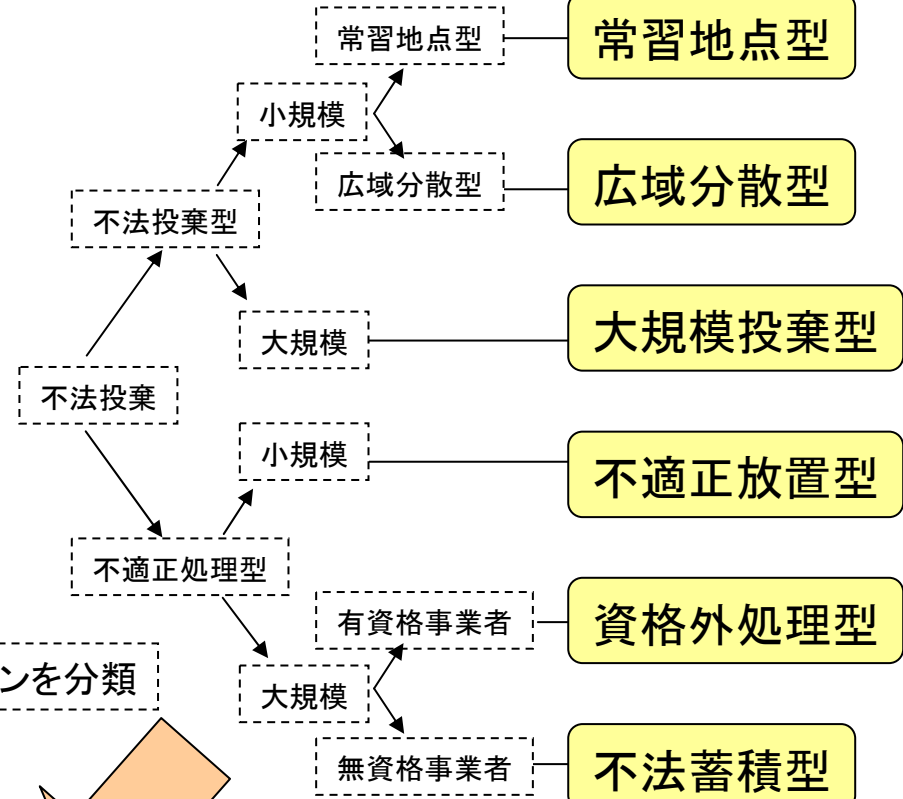 常習地点型
常習地点型
小規模
広域分散型
広域分散型
不法投棄型
大規模
大規模投棄型
不法投棄
小規模
不適正放置型
不適正処理型
有資格事業者
資格外処理型
ンを分類
大規模
無資格事業者
不法蓄積型